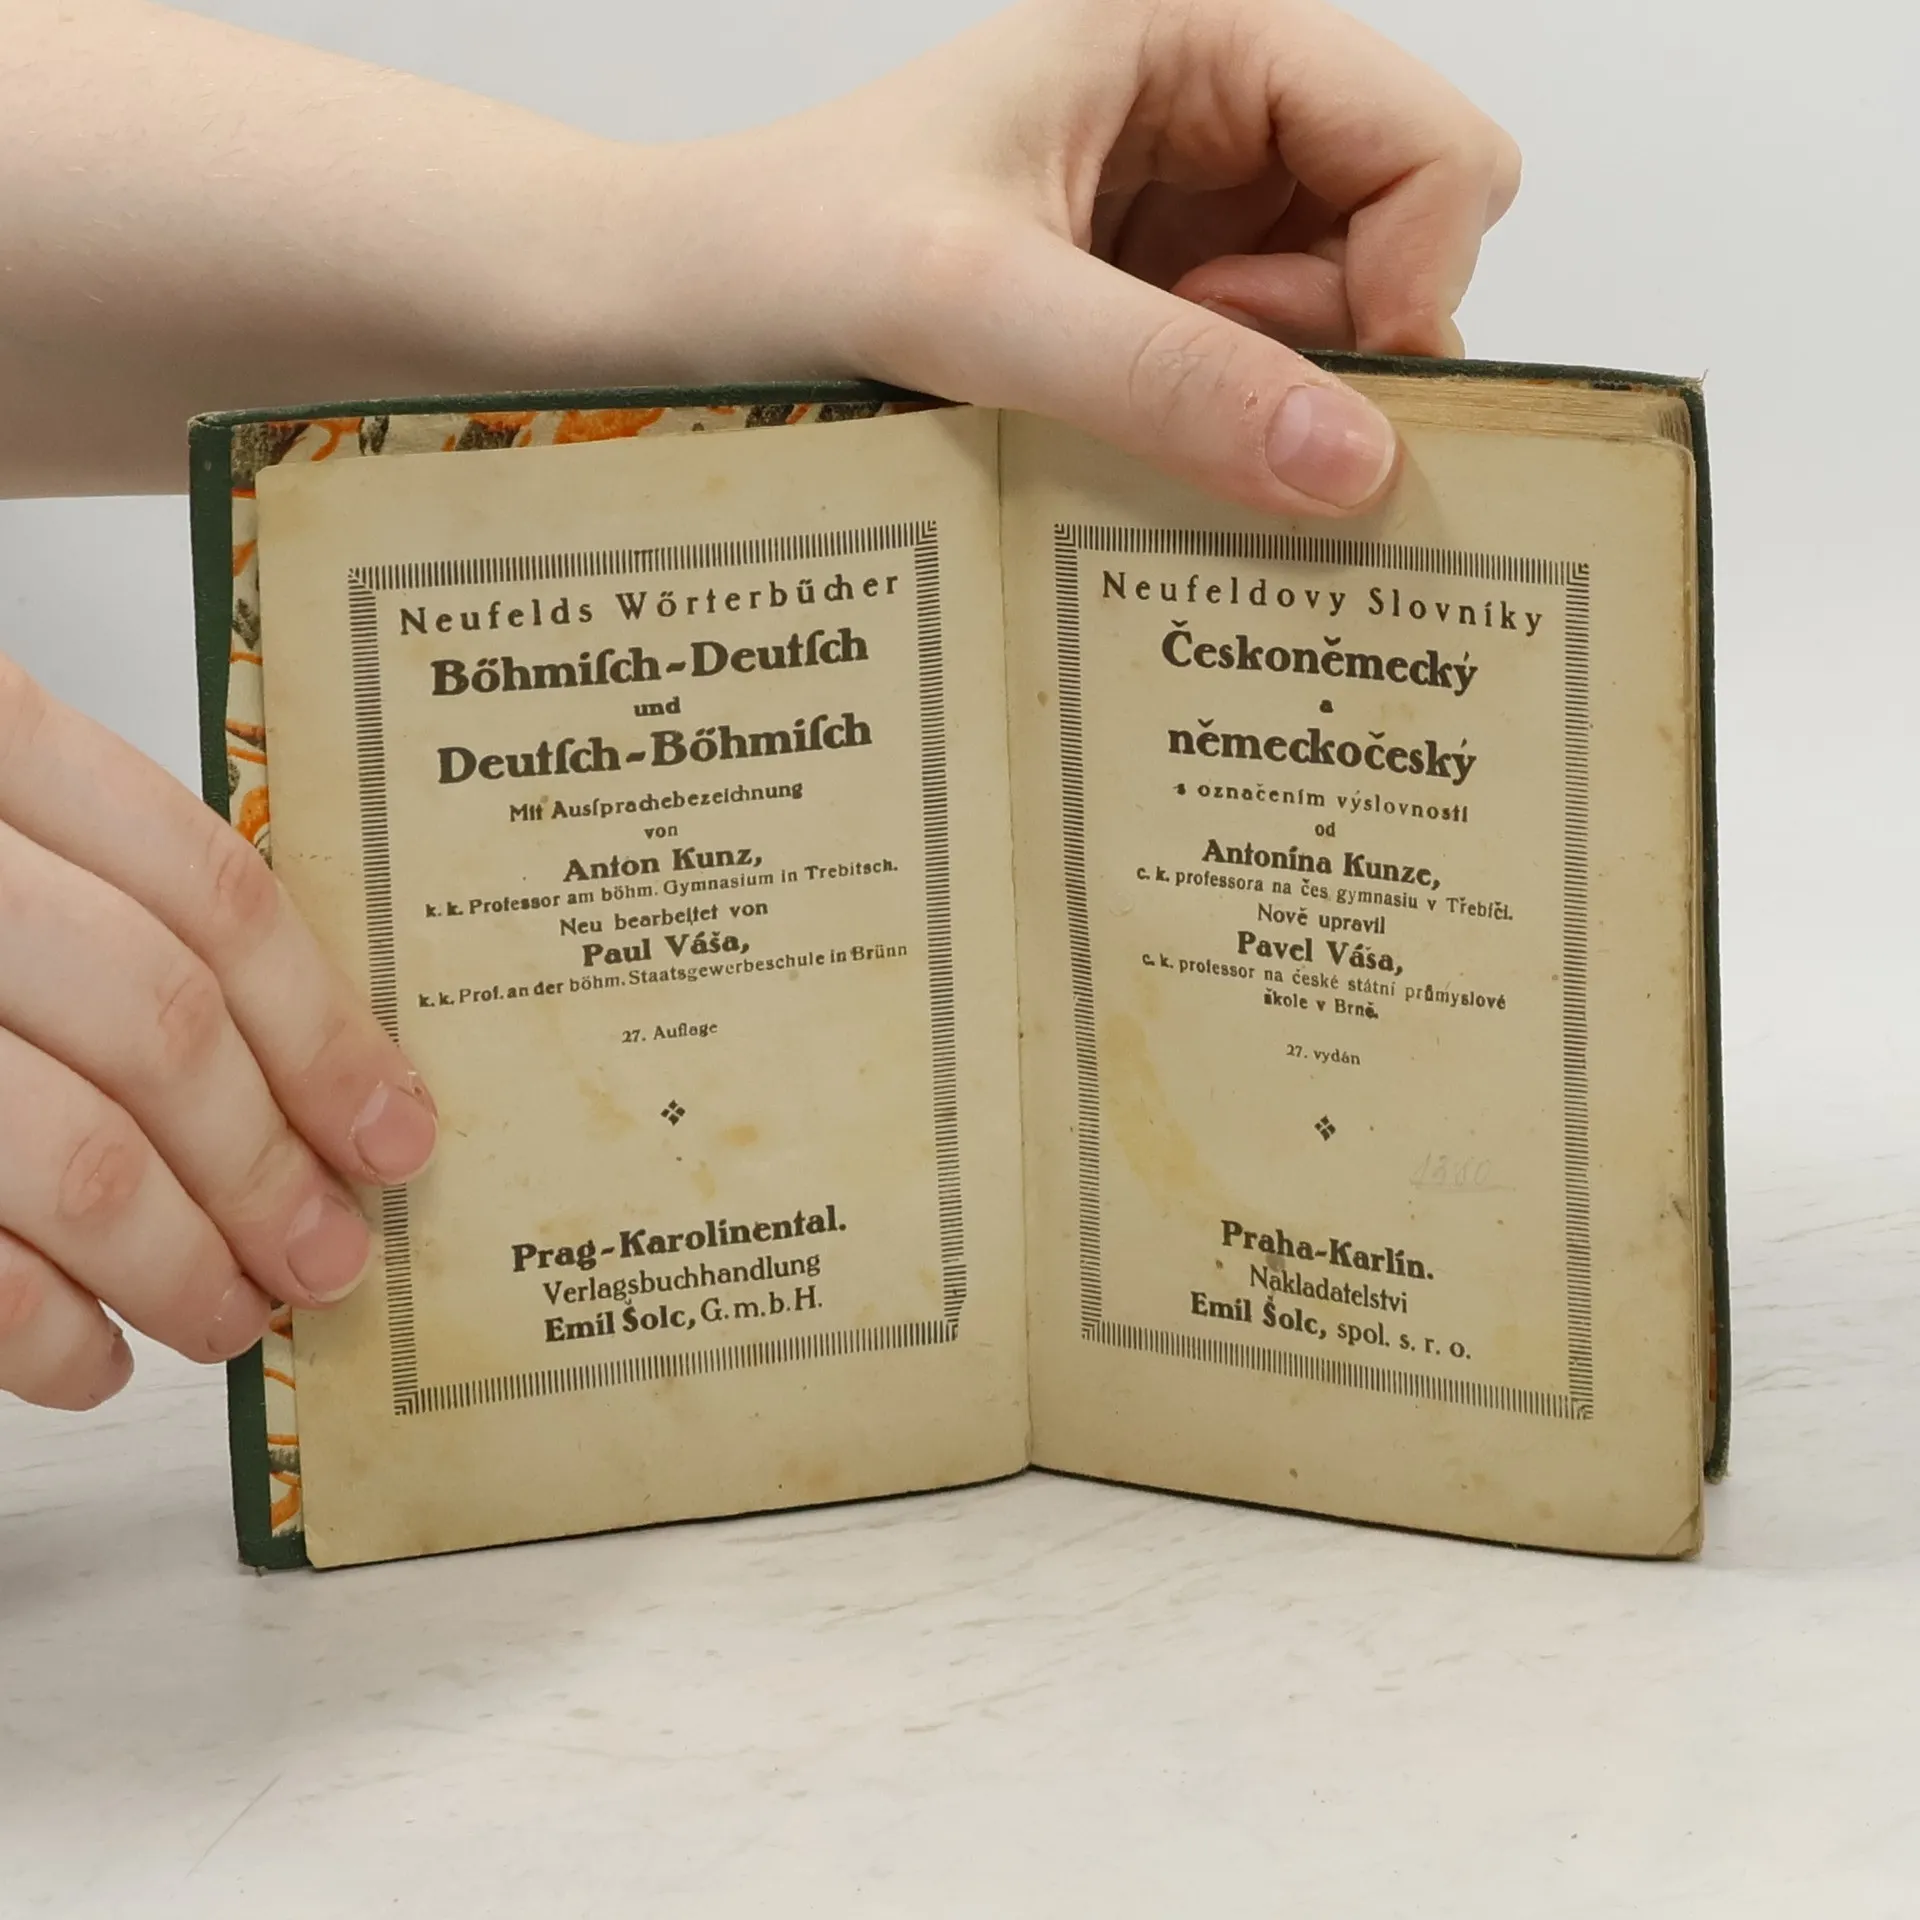 Neufelds Wörterbücher
Böhmiſch-Deutſch
und
Deutſch-Böhmiſch
Mit Ausſprachebezeichnung
von
Anton Kunz,
k. k. Professor am böhm. Gymnasium in Trebitsch.
Neu bearbeitet von
Paul Váša,
k. k. Prof. an der böhm. Staatsgewerbeschule in Brünn
27. Auflage
Prag-Karolinental.
Verlagsbuchhandlung
Emil Šolc, G. m. b. H.
Neufeldovy Slovníky
Českoněmecký
a
německočeský
s označením výslovnosti
od
Antonína Kunze,
c. k. professora na čes. gymnasiu v Třebíči.
Nově upravil
Pavel Váša,
c. k. professor na české státní průmyslové
škole v Brně.
27. vydán
1380
Praha-Karlín.
Nakladatelstvi
Emil Šolc, spol. s. r. o.